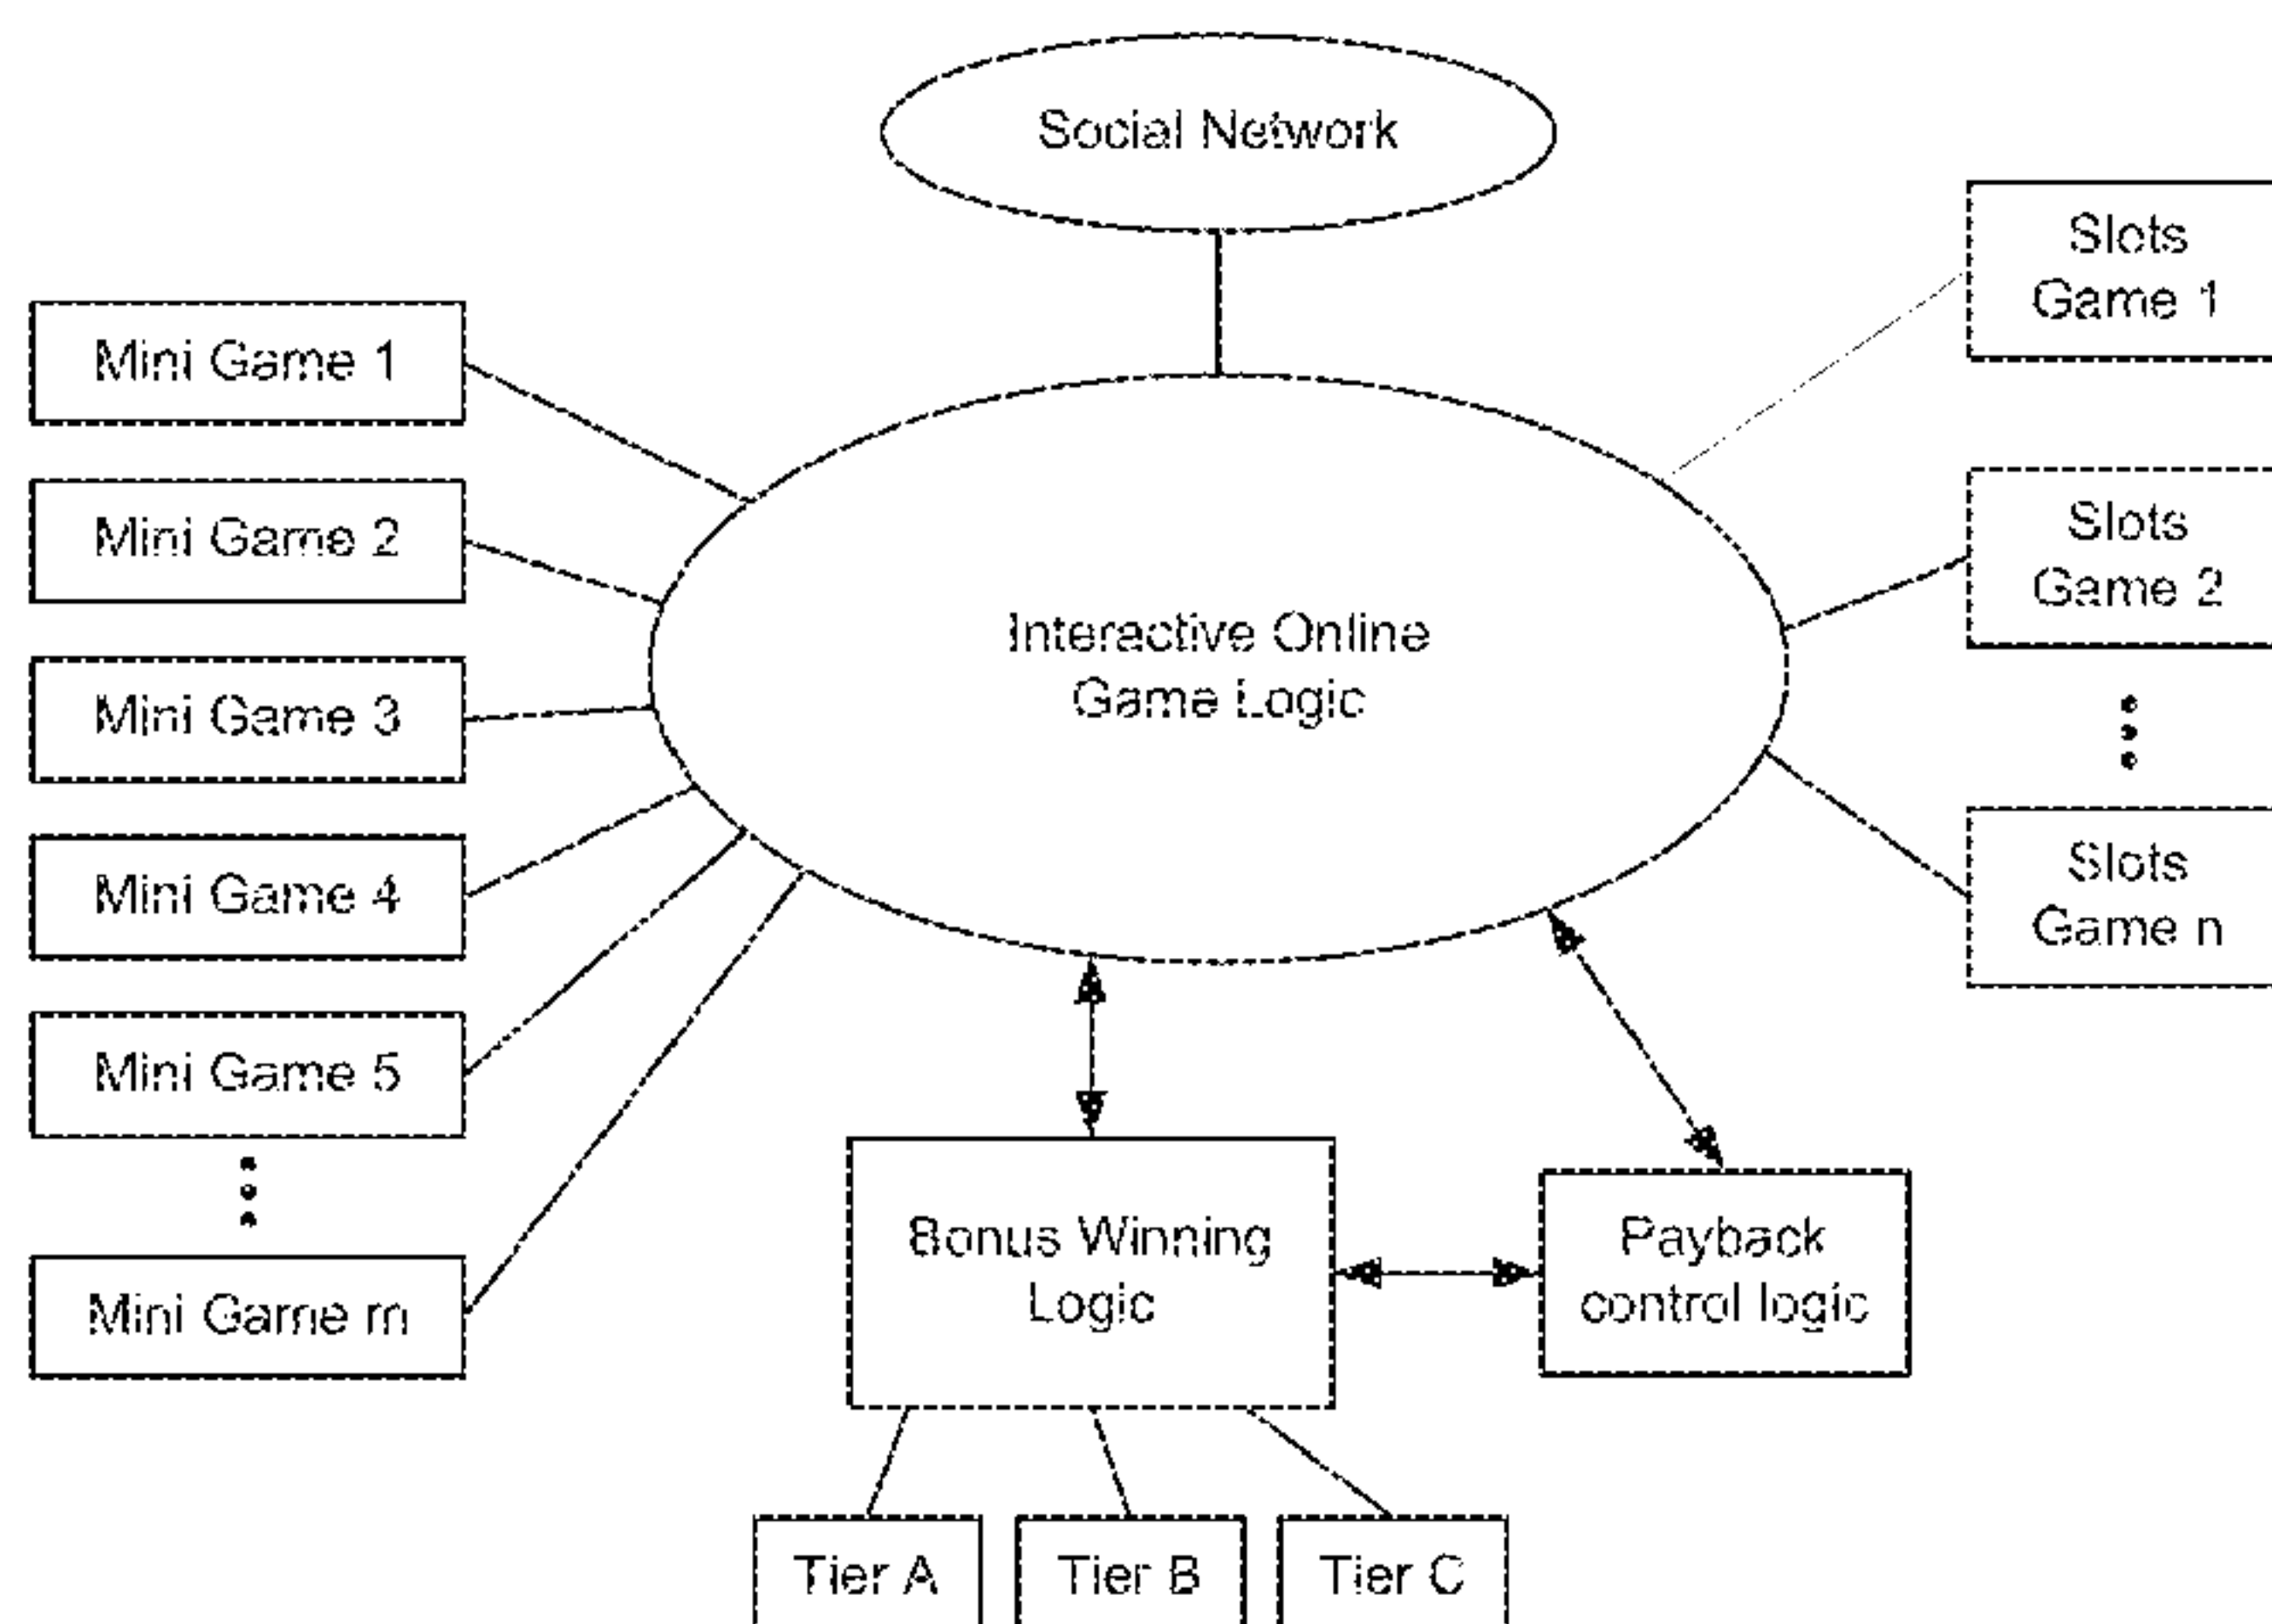 Social Network
Slots
Game 1
Mini Game 1
Mini Game 2
Slots
Game 2
Interactive Online
Game Logic
Mini Game 3
Mini Game 4
Slots
Game n
Mini Game 5
Mini Game m
Bonus Winning
Logic
Payback
control logic
Tier A
Tier B
Tier C